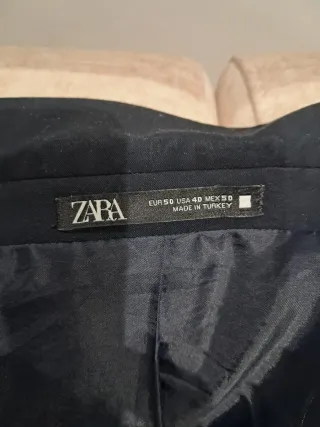 ZARA
EUR 50 USA 40 MEX 50
MADE IN TURKEY